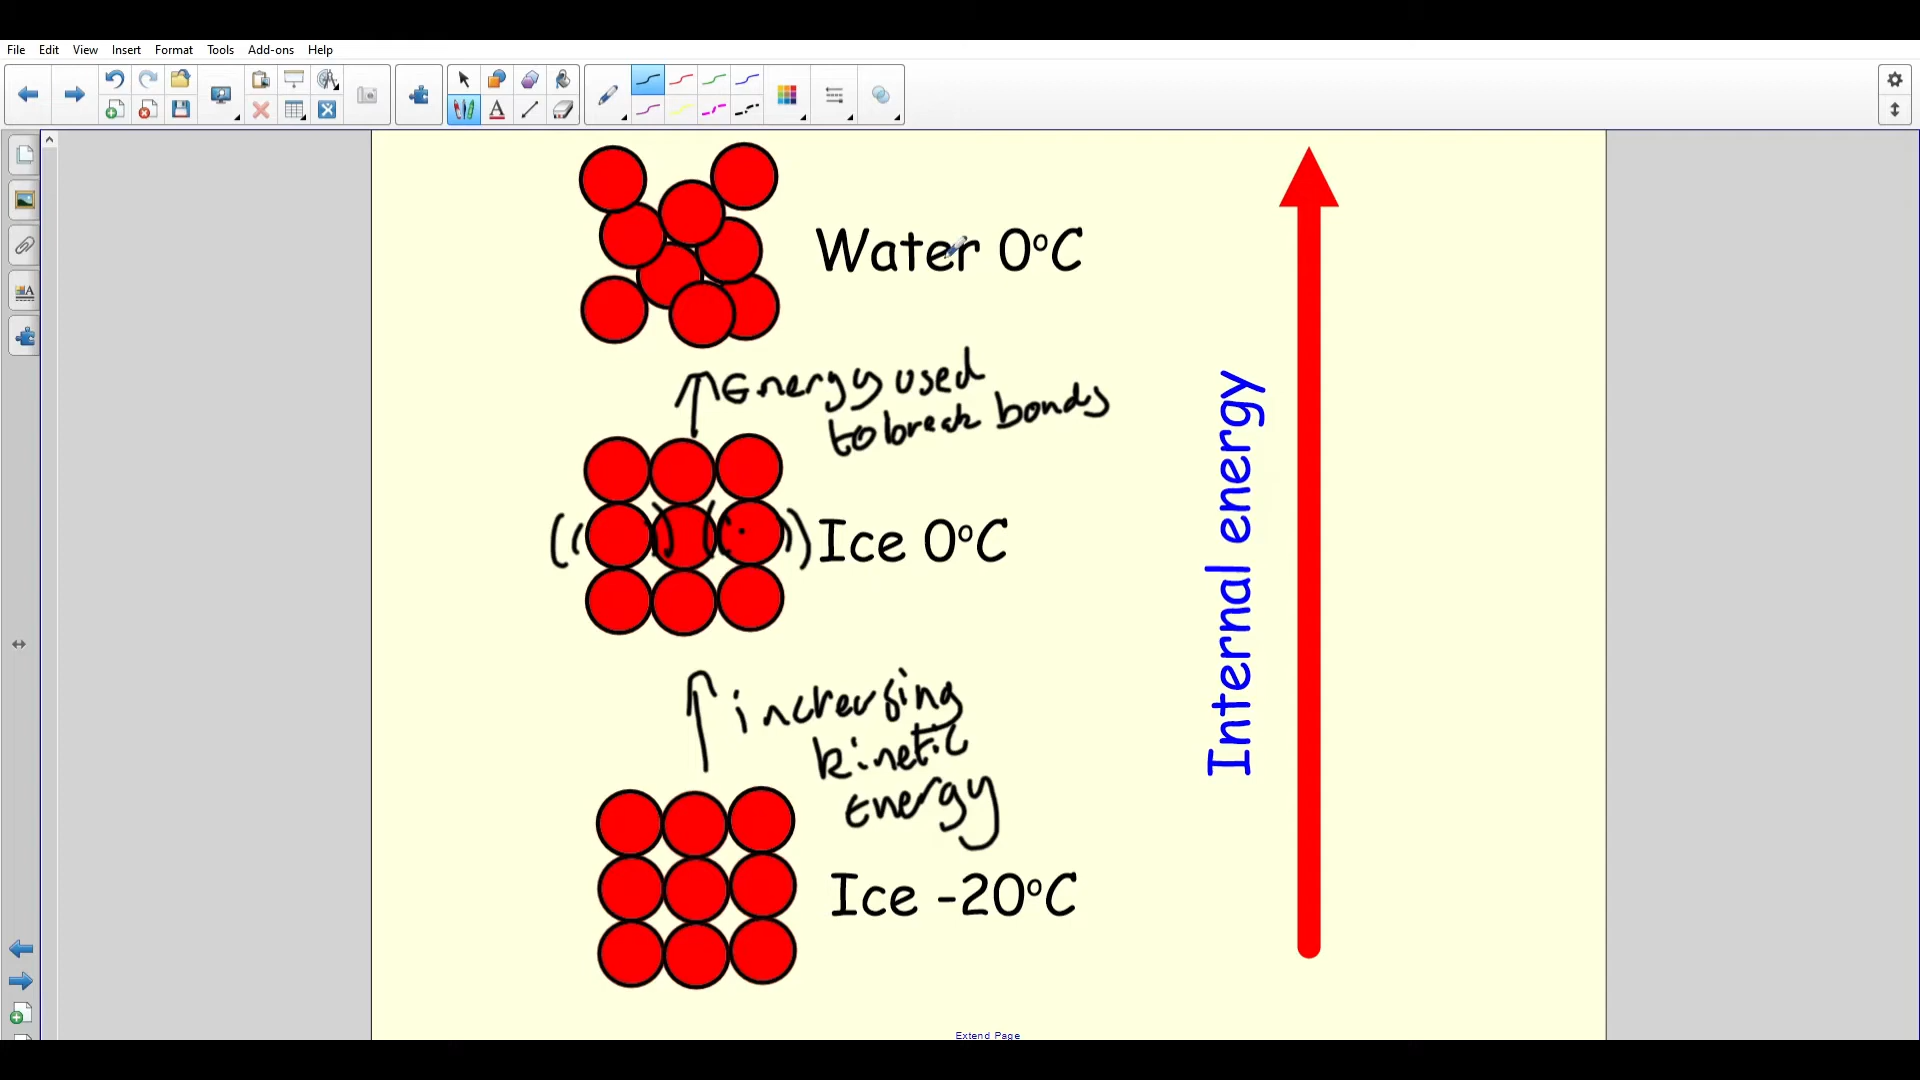 File Edit View Insert Format Tools Add-ons Help
Water 0°C
Energy used
to break bonds
Ice 0°C
Internal energy
increasing
kinetic
energy
Ice -20°C
Extend Page